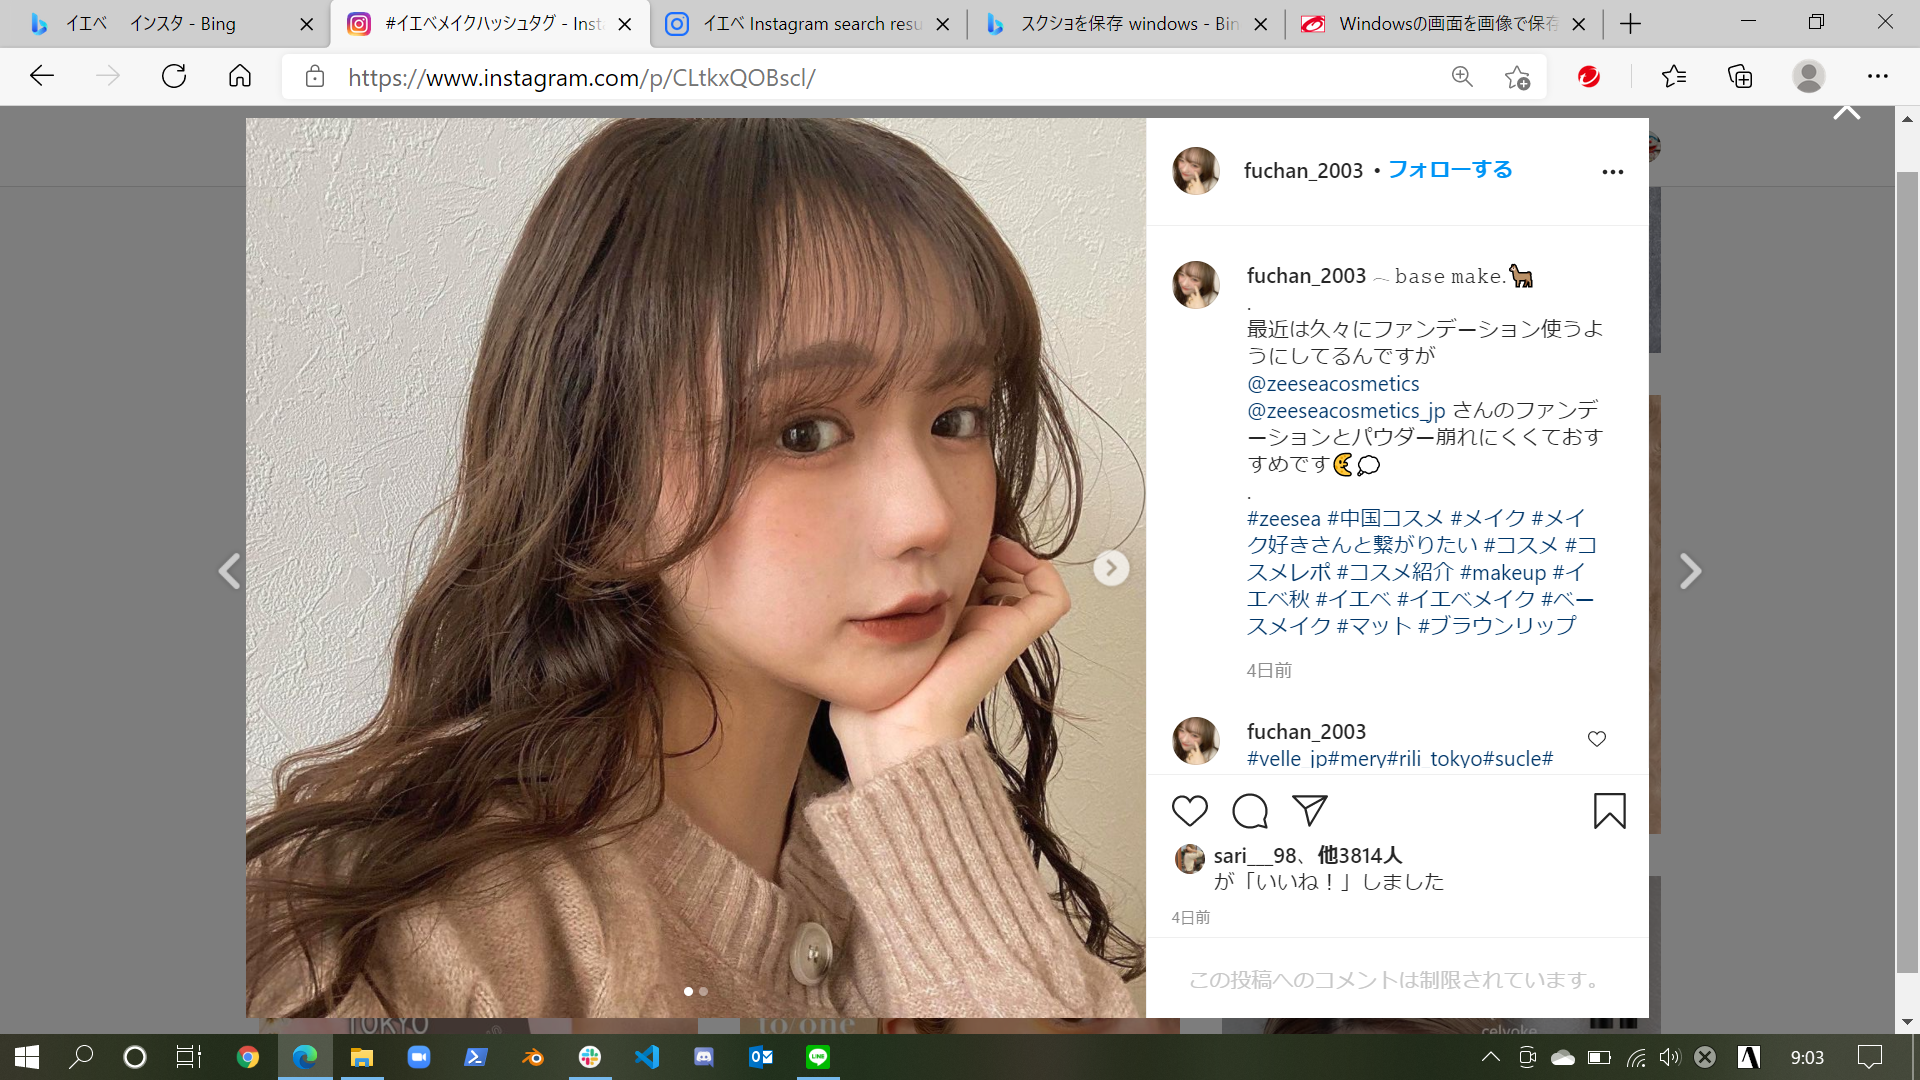 イエベ　インスタ - Bing
#イエベメイクハッシュタグ - Inst
イエベ Instagram search resu
スクショを保存 windows - Bin
Windowsの画面を画像で保存
https://www.instagram.com/p/CLtkxQOBscl/
fuchan_2003 • フォローする
fuchan_2003 ︵ base make.🐕
.
最近は久々にファンデーション使うよ
うにしてるんですが
@zeeseacosmetics
@zeeseacosmetics_jp さんのファンデ
ーションとパウダー崩れにくくておす
すめです🌜💭
.
#zeesea #中国コスメ #メイク #メイ
ク好きさんと繋がりたい #コスメ #コ
スメレポ #コスメ紹介 #makeup #イ
エベ秋 #イエベ #イエベメイク #ベー
スメイク #マット #ブラウンリップ
4日前
fuchan_2003
#velle_jp#mery#rili_tokyo#sucle#
sari___98、他3814人
が「いいね！」しました
4日前
この投稿へのコメントは制限されています。
TOKYO
to/one
celvoke
9:03